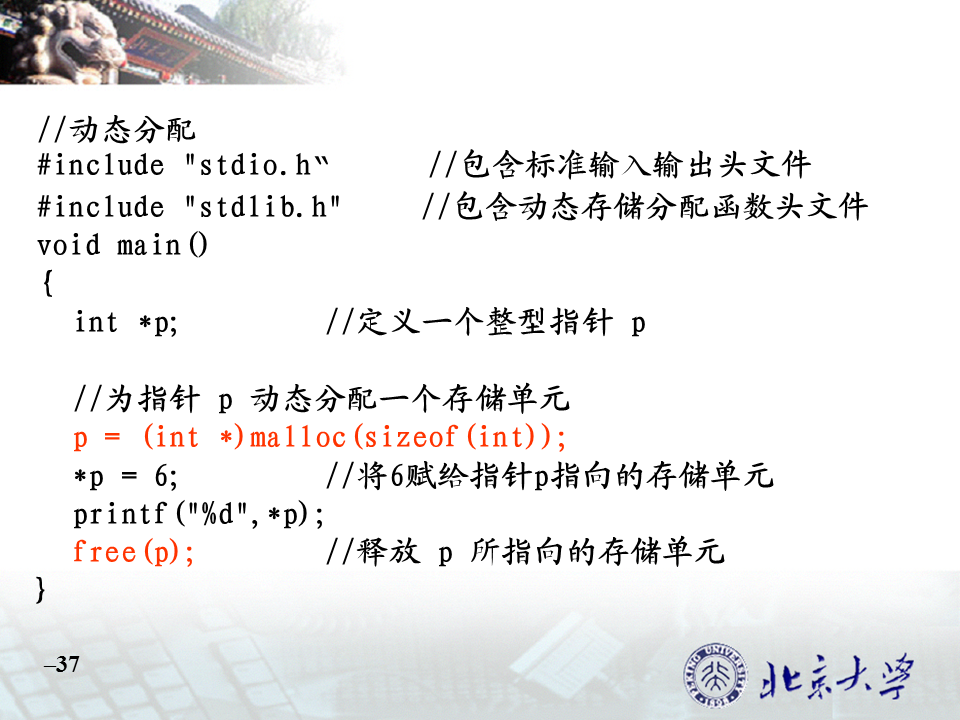 //动态分配
#include "stdio.h“ //包含标准输入输出头文件
#include "stdlib.h" //包含动态存储分配函数头文件
void main()
{
int *p; //定义一个整型指针 p
//为指针 p 动态分配一个存储单元
p = (int *)malloc(sizeof(int));
*p = 6; //将6赋给指针p指向的存储单元
printf("%d",*p);
free(p); //释放 p 所指向的存储单元
}
–37
PEKING UNIVERSITY
1898
北京大学